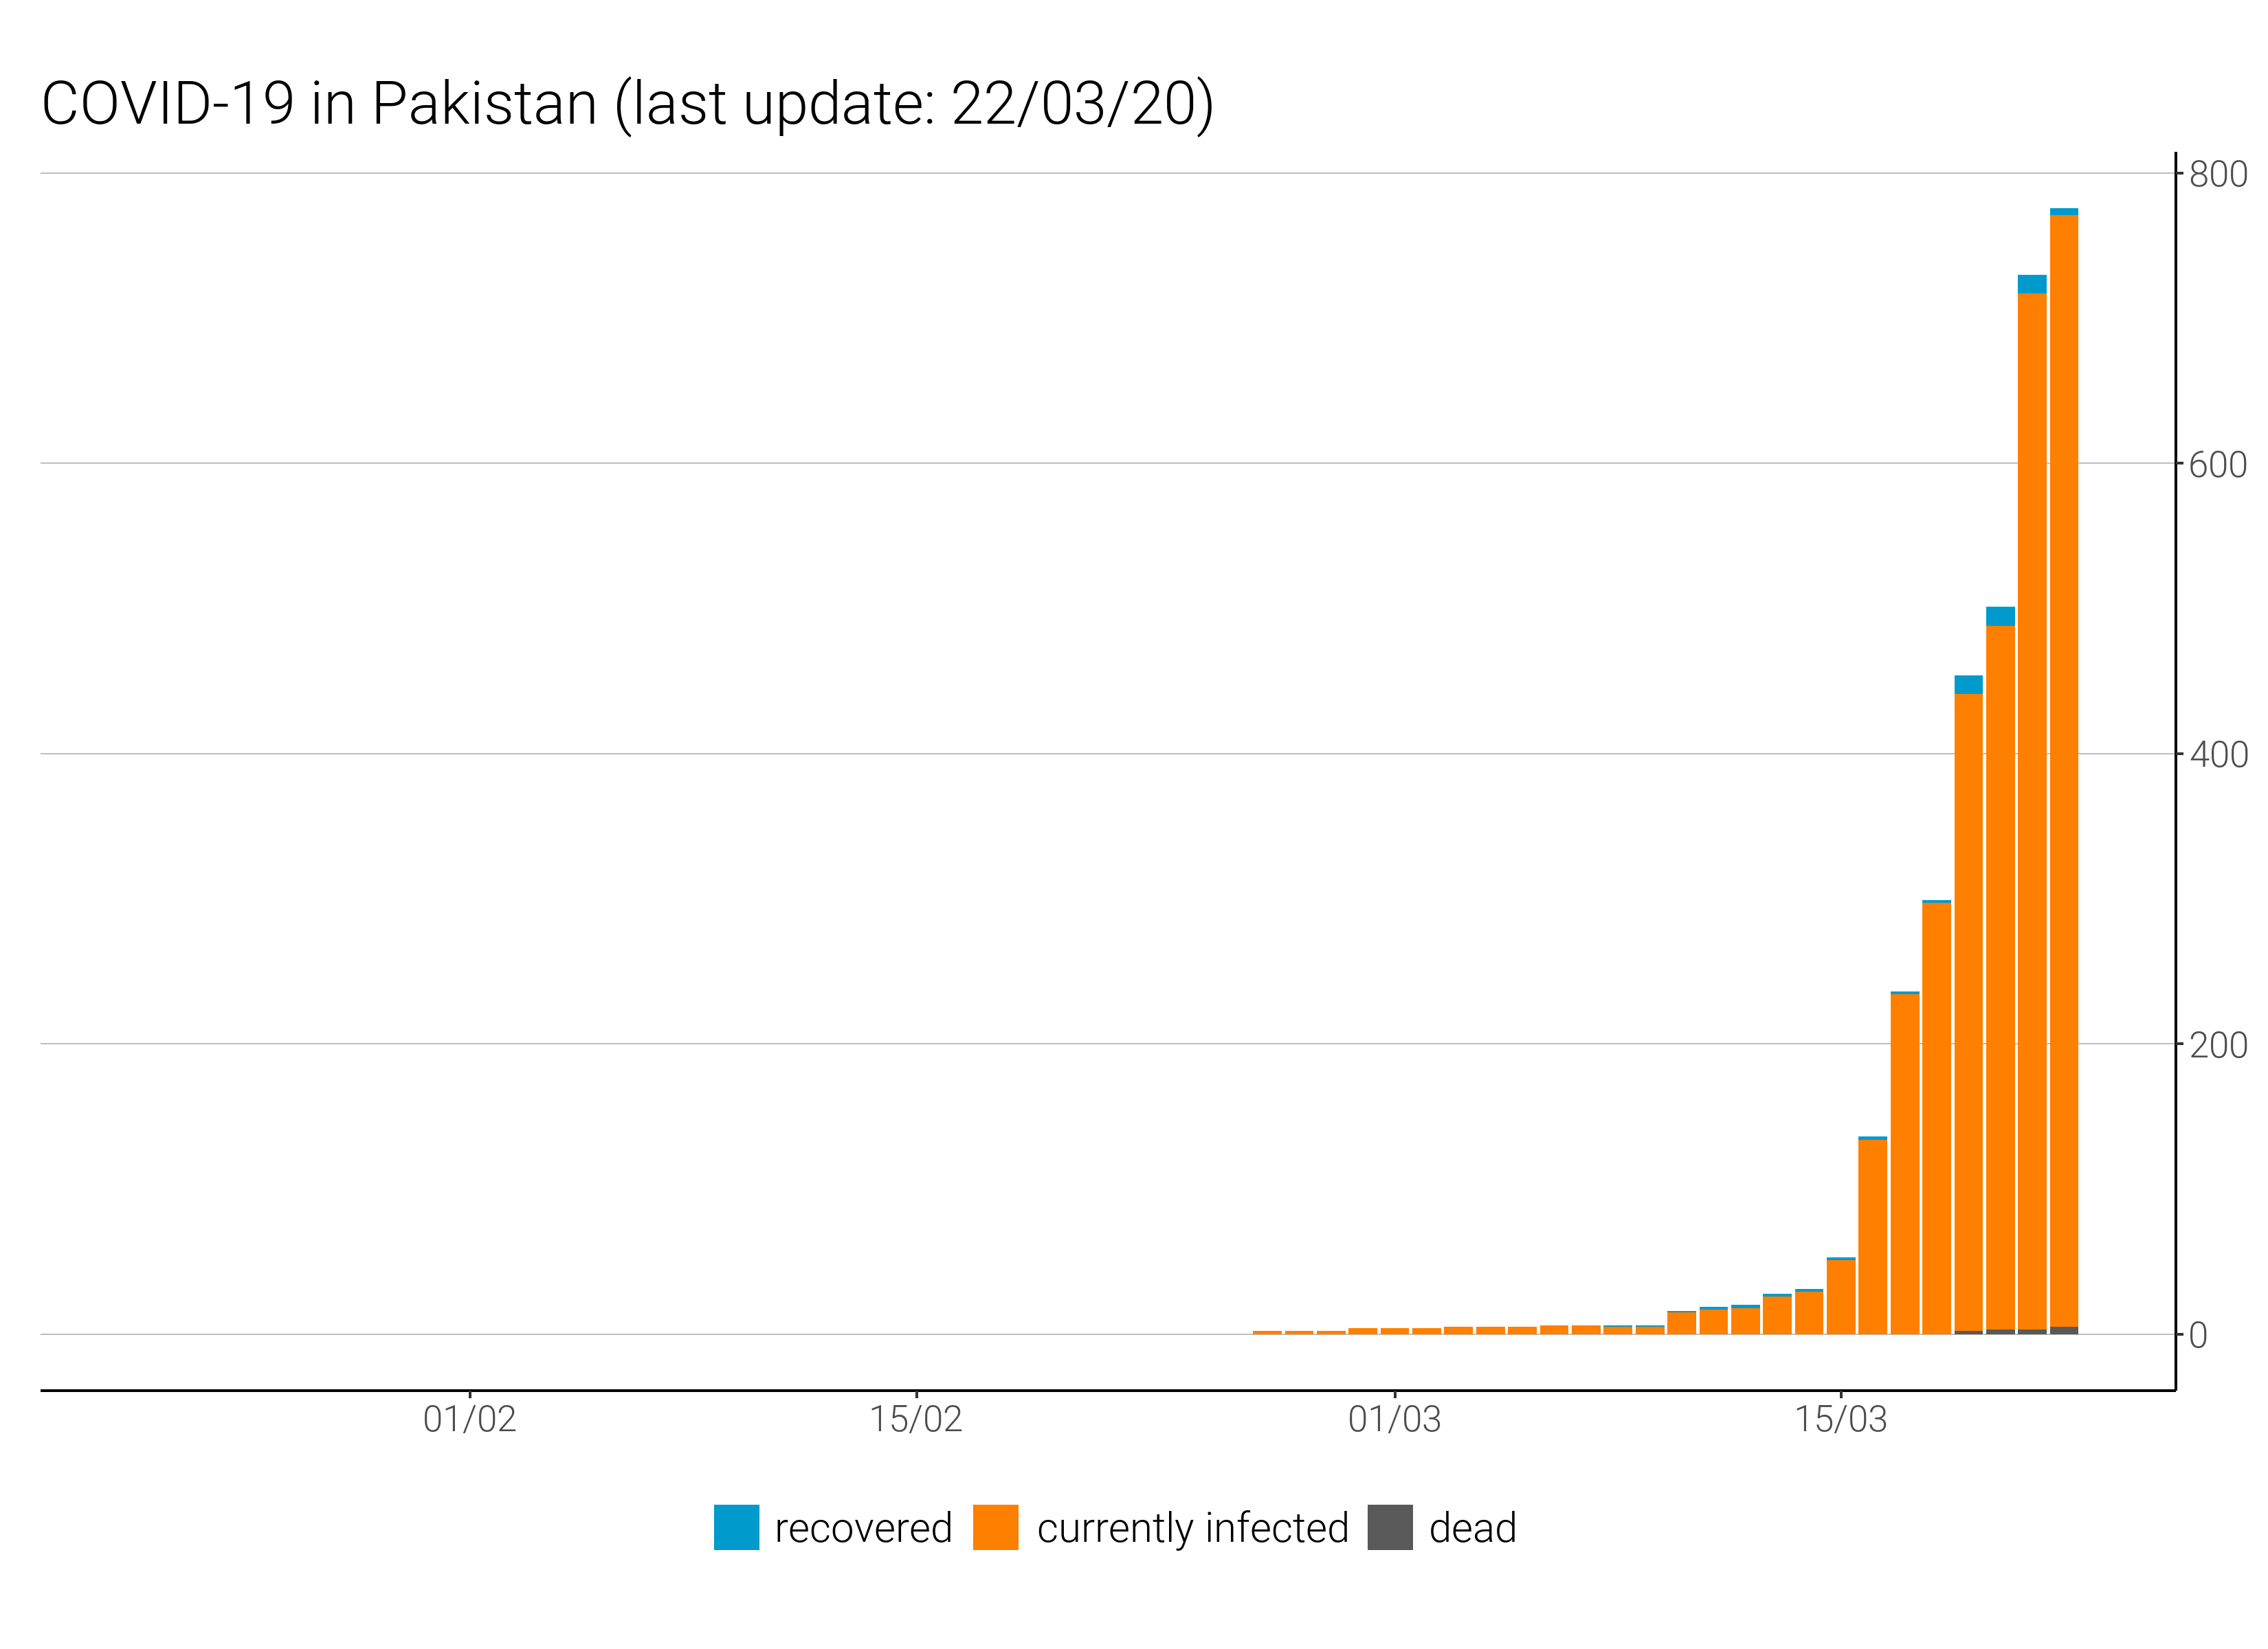 COVID-19 in Pakistan (last update: 22/03/20)
800
600
400
200
0
01/02 15/02 01/03 15/03
recovered currently infected dead